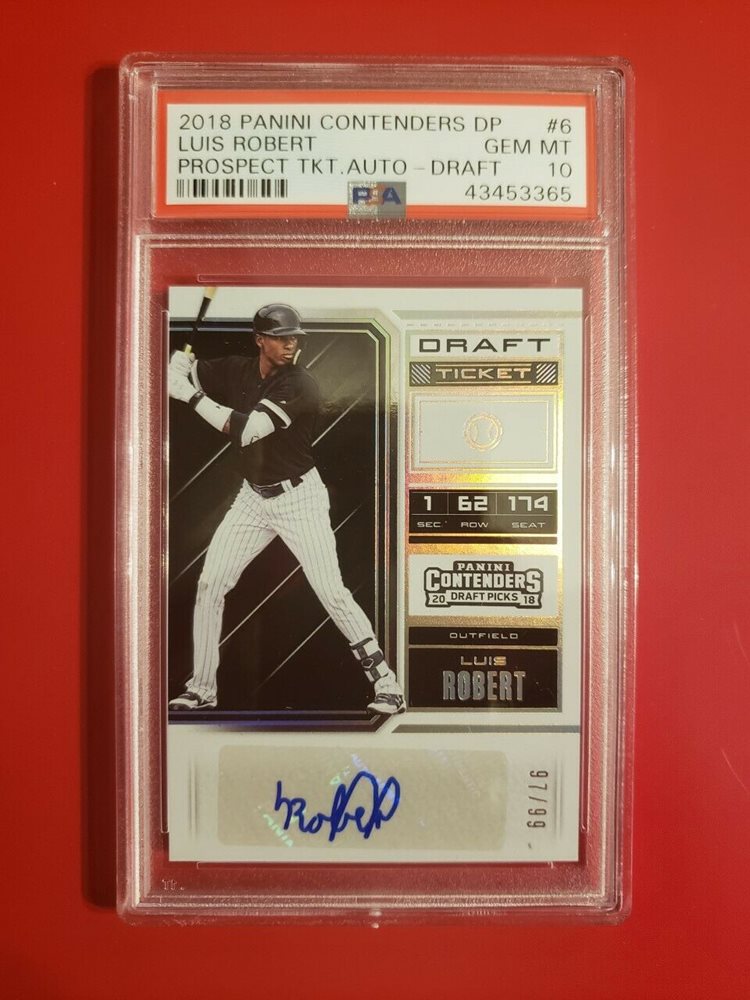 2018 PANINI CONTENDERS DP #6
LUIS ROBERT GEM MT
PROSPECT TKT. AUTO - DRAFT 10
PSA 43453365
DRAFT
TICKET
1 62 174
SEC. ROW SEAT
PANINI
CONTENDERS
20 DRAFT PICKS 18
OUTFIELD
LUIS
ROBERT
LRobert
97/99